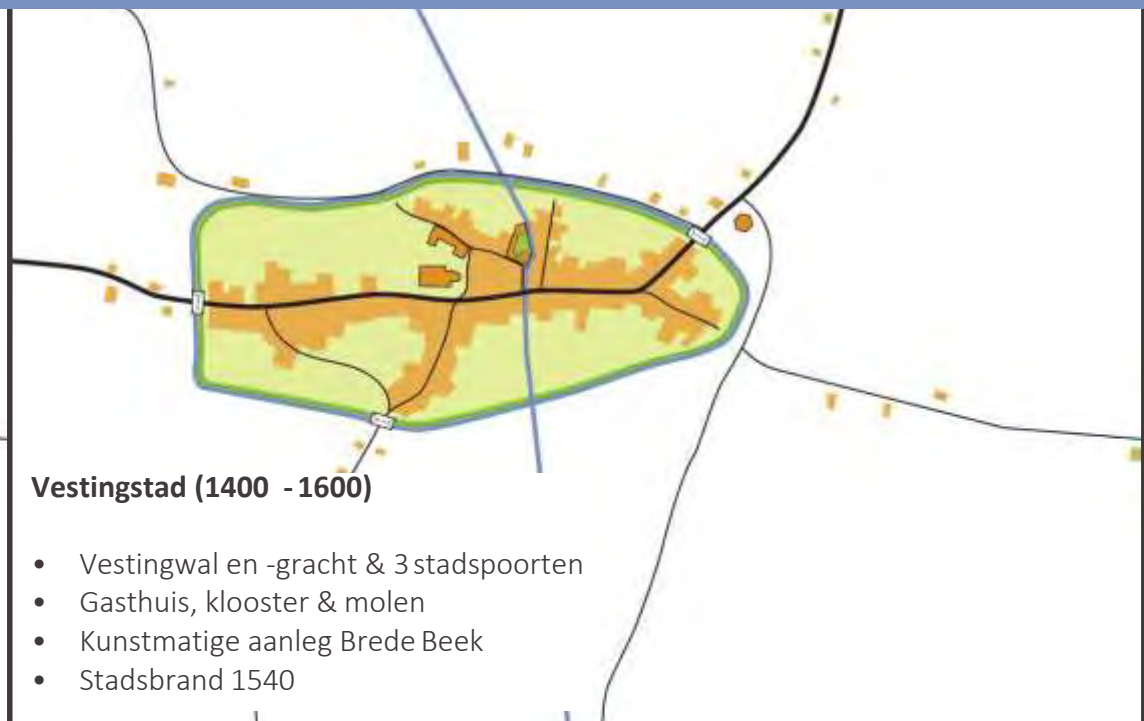 Vestingstad (1400 - 1600)
• Vestingwal en -gracht & 3 stadspoorten
• Gasthuis, klooster & molen
• Kunstmatige aanleg Brede Beek
• Stadsbrand 1540